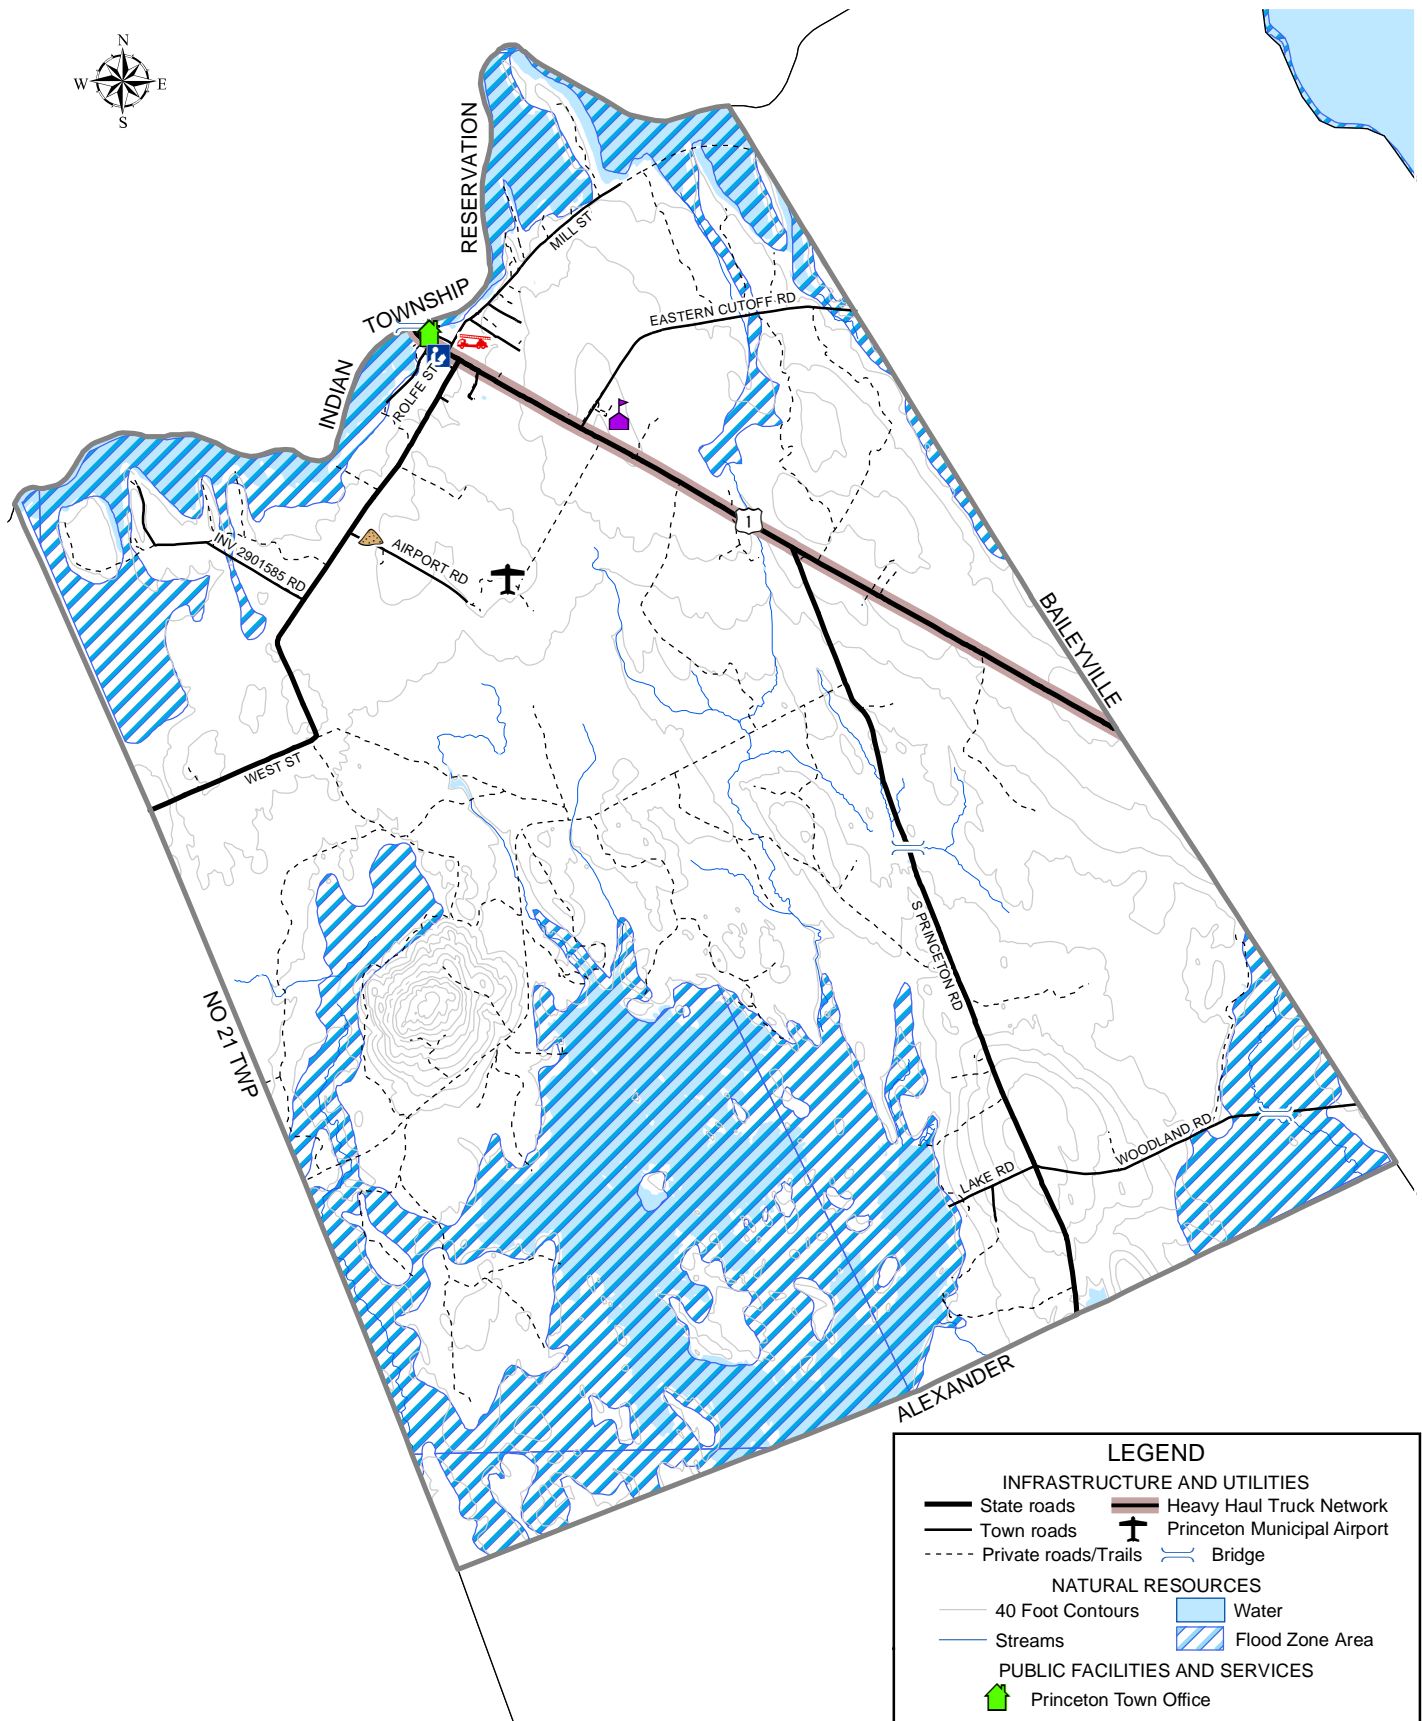 N
W E
S
RESERVATION
MILL ST
TOWNSHIP
EASTERN CUTOFF RD
INDIAN
ROLFE ST
1
INV 2901585 RD
AIRPORT RD
BAILEYVILLE
WEST ST
S PRINCETON RD
NO 21 TWP
WOODLAND RD
LAKE RD
ALEXANDER
LEGEND
INFRASTRUCTURE AND UTILITIES
State roads Heavy Haul Truck Network
Town roads Princeton Municipal Airport
Private roads/Trails Bridge
NATURAL RESOURCES
40 Foot Contours Water
Streams Flood Zone Area
PUBLIC FACILITIES AND SERVICES
Princeton Town Office